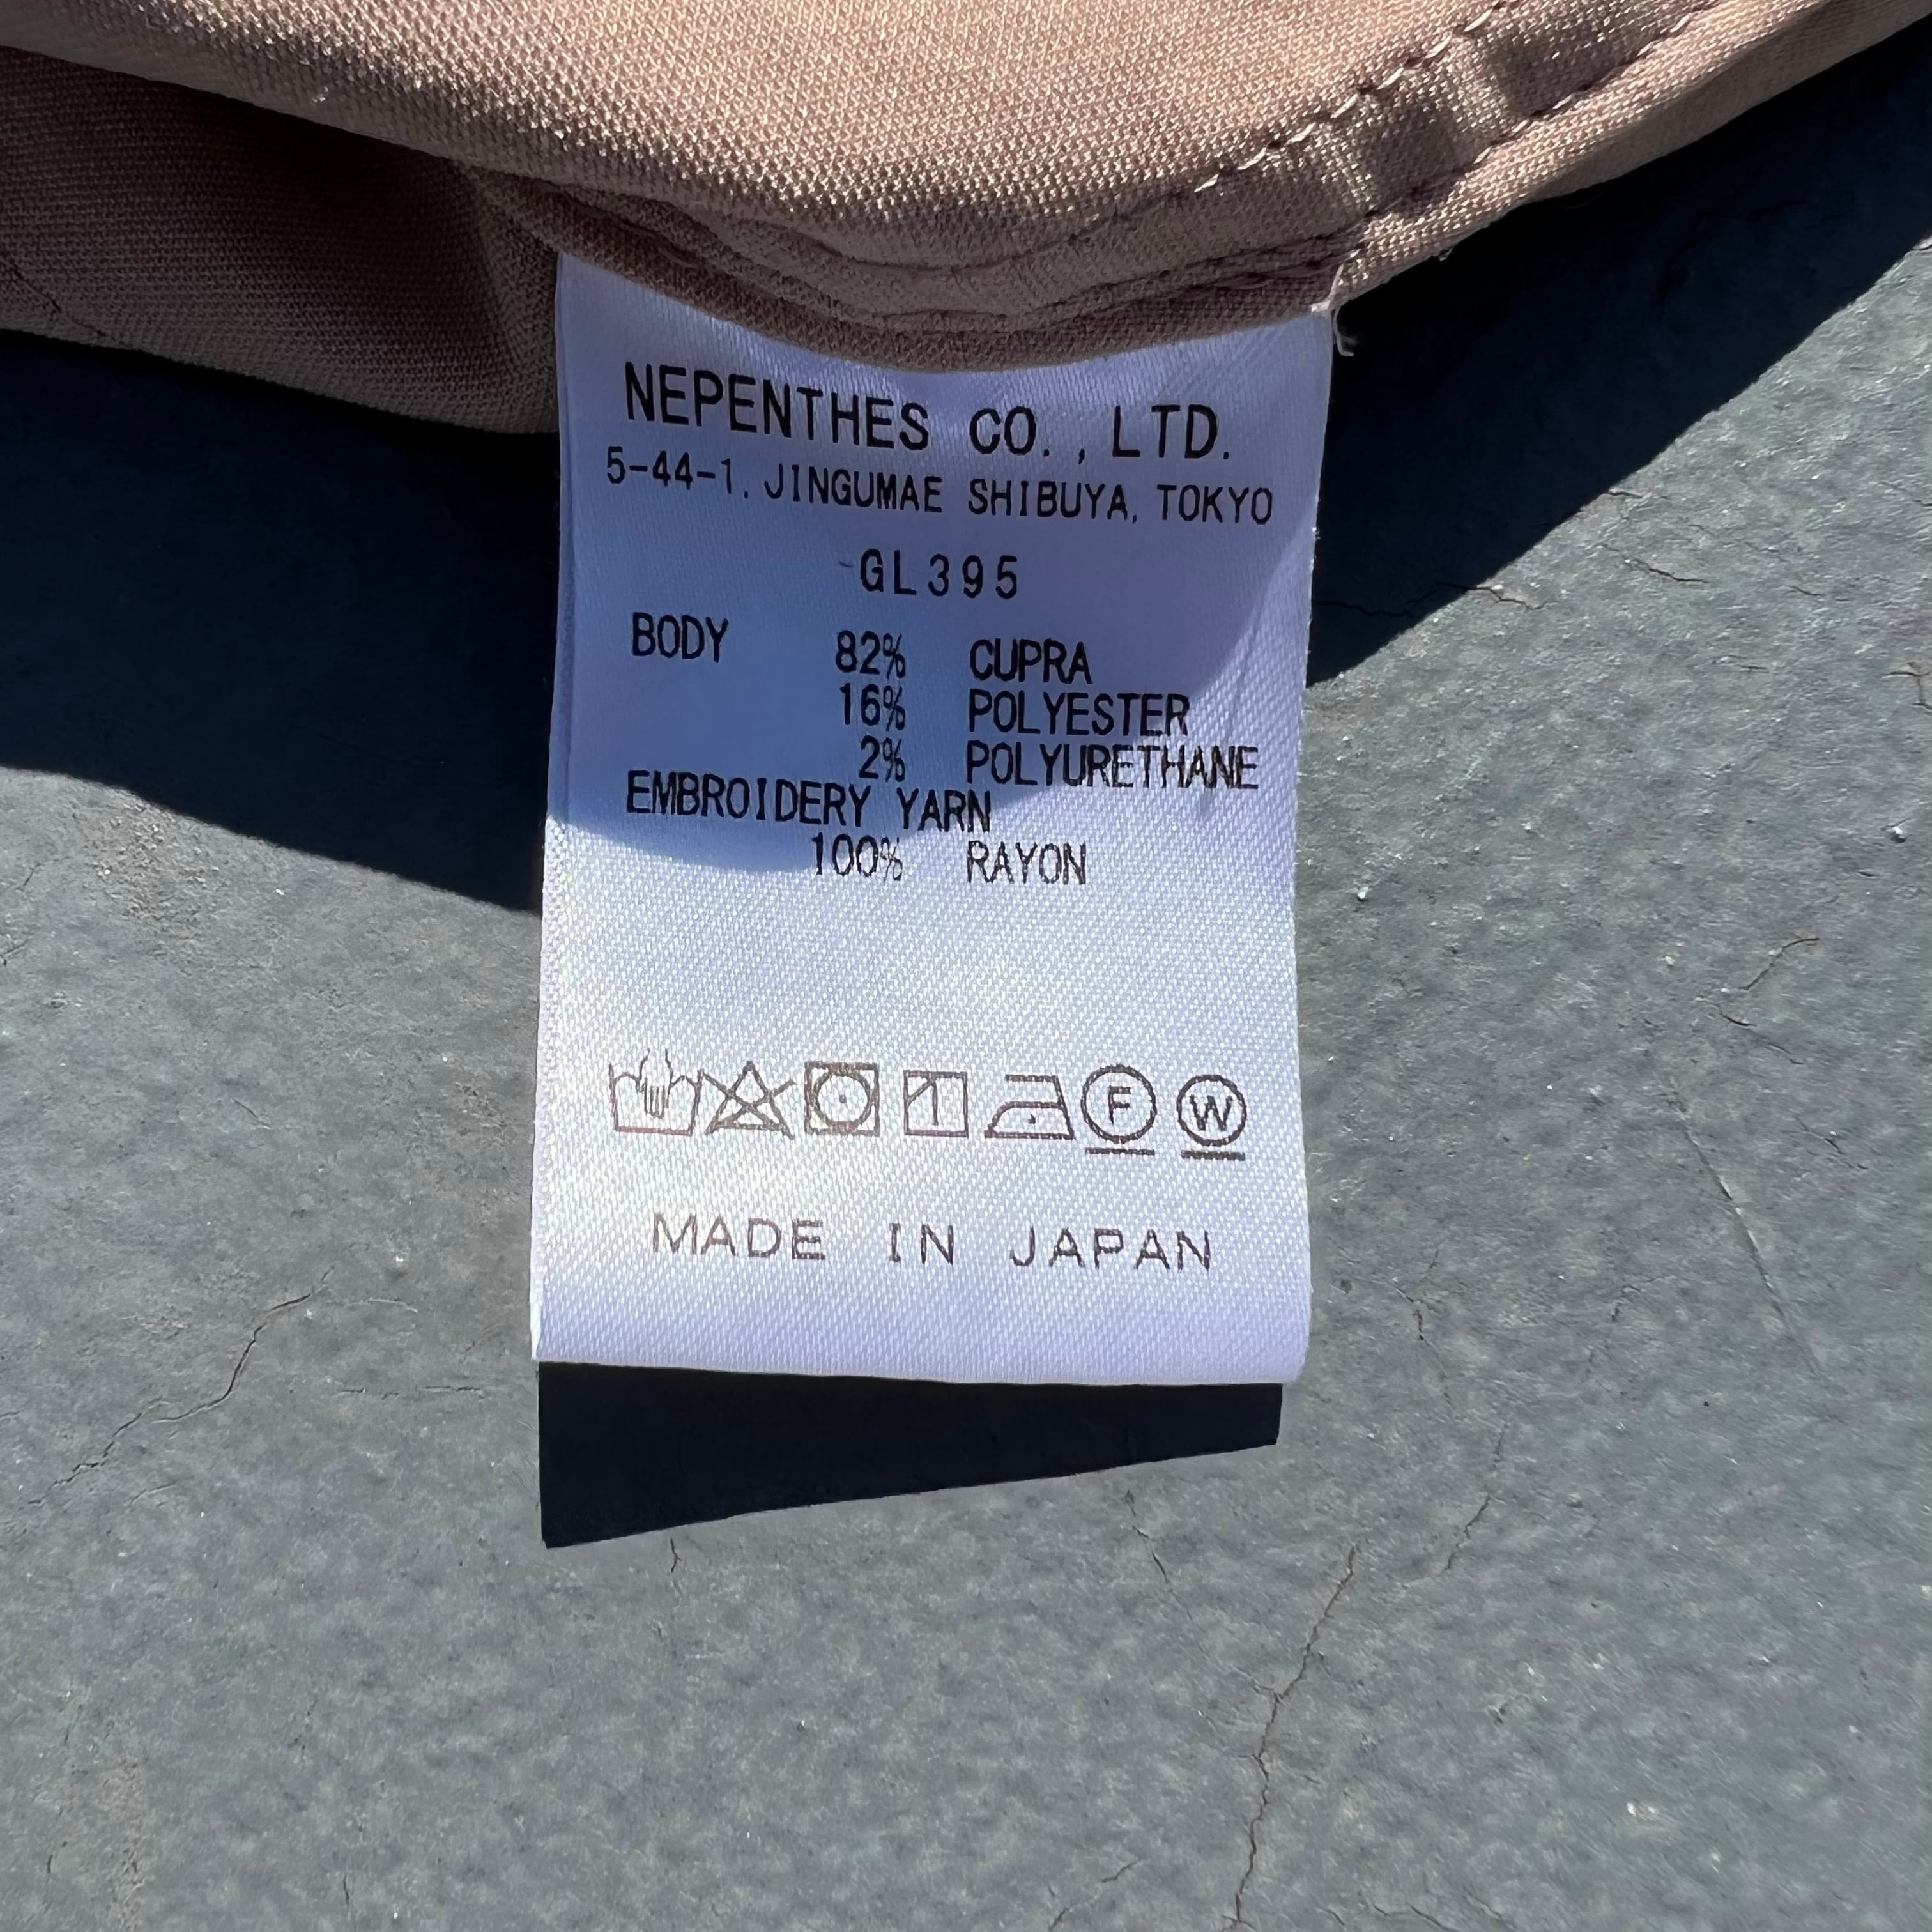 NEPENTHES CO., LTD.
5-44-1, JINGUMAE SHIBUYA, TOKYO
GL395
BODY 82% CUPRA
16% POLYESTER
2% POLYURETHANE
EMBROIDERY YARN
100% RAYON
F W
MADE IN JAPAN